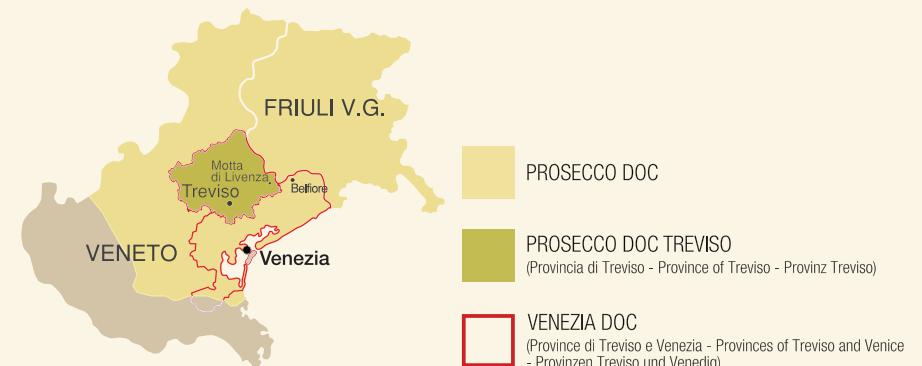 FRIULI V.G.
Motta
di Livenza
Treviso
Belfiore
VENETO
Venezia
PROSECCO DOC
PROSECCO DOC TREVISO
(Provincia di Treviso - Province of Treviso - Provinz Treviso)
VENEZIA DOC
(Province di Treviso e Venezia - Provinces of Treviso and Venice
- Provinzen Treviso und Venedig)